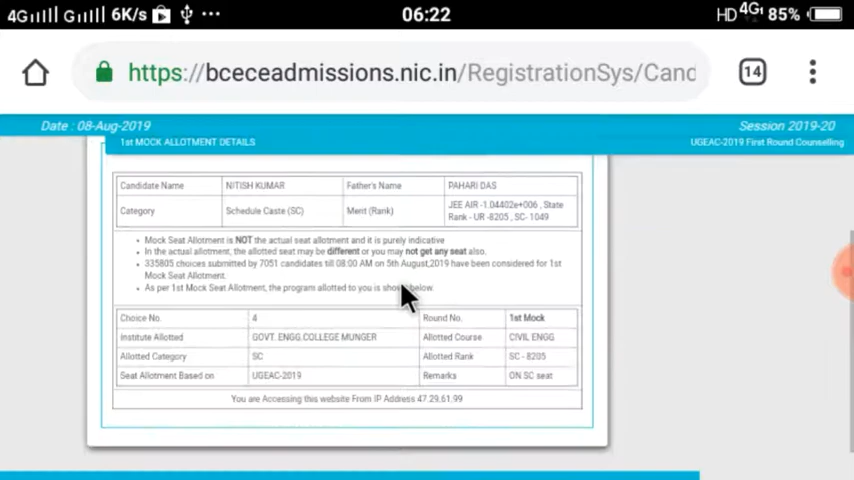 4G G 6K/s 06:22 HD 4G 85%
https://bceceadmissions.nic.in/RegistrationSys/Cand 14
Date : 08-Aug-2019 Session 2019-20
1st MOCK ALLOTMENT DETAILS UGEAC-2019 First Round Counselling
Candidate Name NITISH KUMAR Father's Name PAHARI DAS
Category Schedule Caste (SC) Merit (Rank) JEE AIR -1.04402e+006 , State
Rank - UR -8205 , SC- 1049
Mock Seat Allotment is NOT the actual seat allotment and it is purely indicative
In the actual allotment, the allotted seat may be different or you may not get any seat also.
335805 choices submitted by 7051 candidates till 08:00 AM on 5th August,2019 have been considered for 1st
Mock Seat Allotment.
As per 1st Mock Seat Allotment, the program allotted to you is shown below.
Choice No. 4 Round No. 1st Mock
Institute Allotted GOVT. ENGG.COLLEGE MUNGER Allotted Course CIVIL ENGG
Allotted Category SC Allotted Rank SC - 8205
Seat Allotment Based on UGEAC-2019 Remarks ON SC seat
You are Accessing this website From IP Address 47.29.61.99